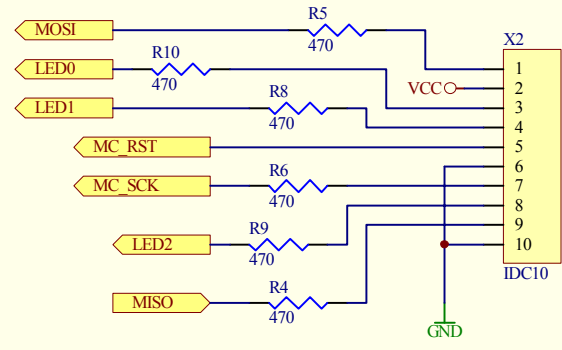 MOSI
R5
470
X2
LED0
R10
470
1
VCC
2
LED1
R8
470
3
4
MC_RST
5
6
MC_SCK
R6
470
7
8
LED2
R9
470
9
10
IDC10
MISO
R4
470
GND